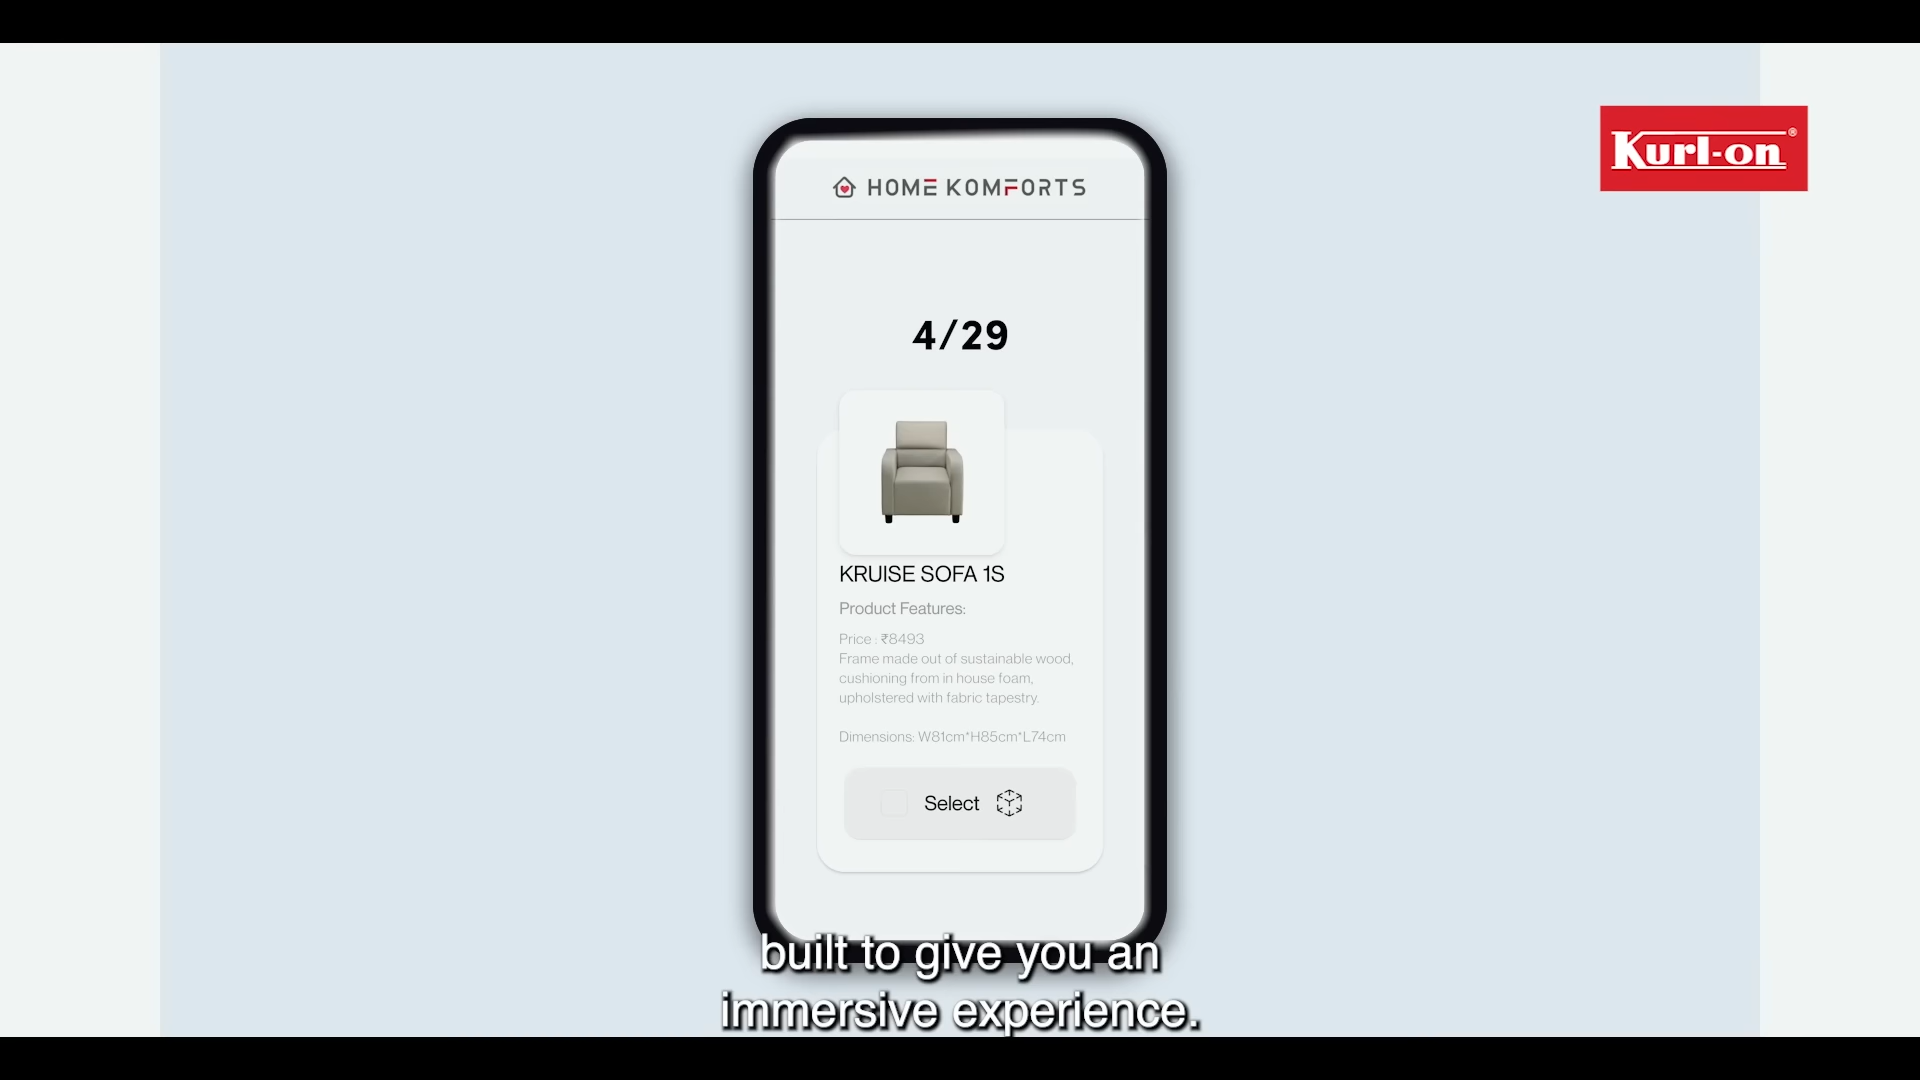 Kurl-on®
HOME KOMFORTS
4/29
KRUISE SOFA 1S
Product Features:
Price : ₹8493
Frame made out of sustainable wood,
cushioning from in house foam,
upholstered with fabric tapestry.
Dimensions: W81cm*H85cm*L74cm
Select
built to give you an
immersive experience.